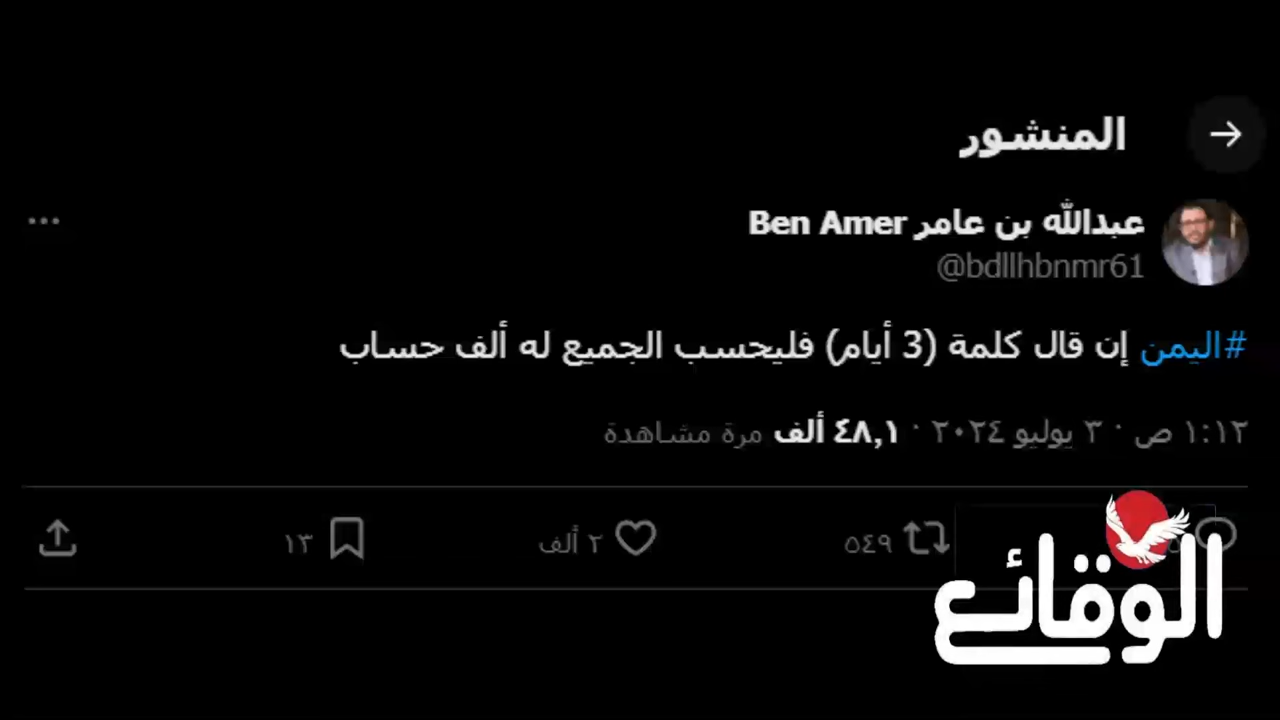 المنشور
عبدالله بن عامر Ben Amer
@bdllhbnmr61
#اليمن إن قال كلمة (3 أيام) فليحسب الجميع له ألف حساب
١:١٢ ص · ٣ يوليو ٢٠٢٤ · ٤٨,١ ألف مرة مشاهدة
٥٤٩ ٢ ألف ١٣
الوقائع